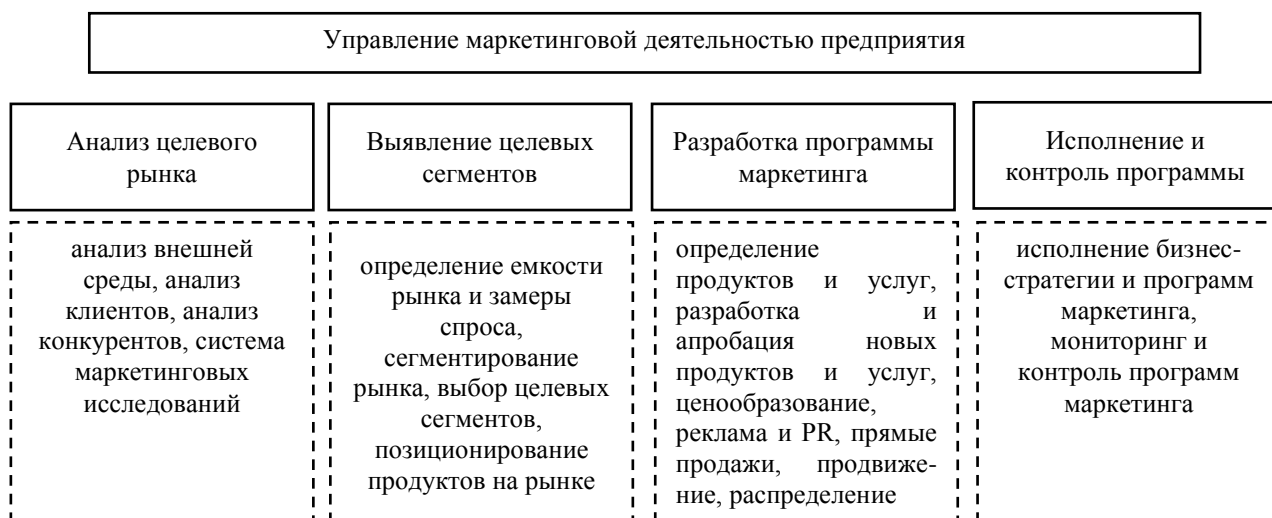 Управление маркетинговой деятельностью предприятия
Анализ целевого
рынка
Выявление целевых
сегментов
Разработка программы
маркетинга
Исполнение и
контроль программы
анализ внешней
среды, анализ
клиентов, анализ
конкурентов, система
маркетинговых
исследований
определение емкости
рынка и замеры
спроса,
сегментирование
рынка, выбор целевых
сегментов,
позиционирование
продуктов на рынке
определение
продуктов и услуг,
разработка и
апробация новых
продуктов и услуг,
ценообразование,
реклама и PR, прямые
продажи, продвиже-
ние, распределение
исполнение бизнес-
стратегии и программ
маркетинга,
мониторинг и
контроль программ
маркетинга